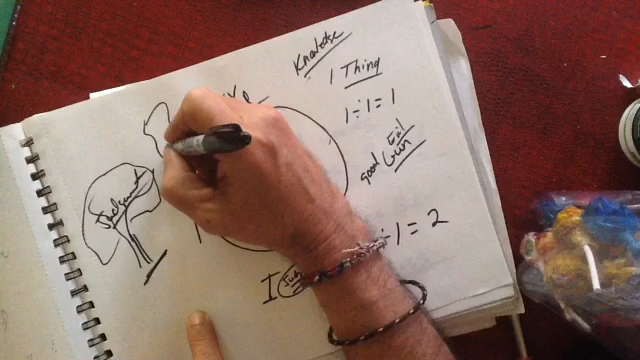 Knowledge
1 Thing
1÷1=1
Evil
good Gun
Judgement
÷1=2
I